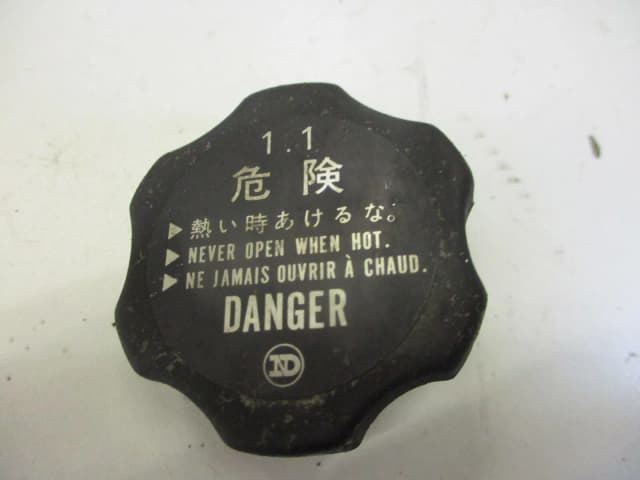 1.1
危険
▶熱い時あけるな。
▶NEVER OPEN WHEN HOT.
▶NE JAMAIS OUVRIR À CHAUD.
DANGER
ND